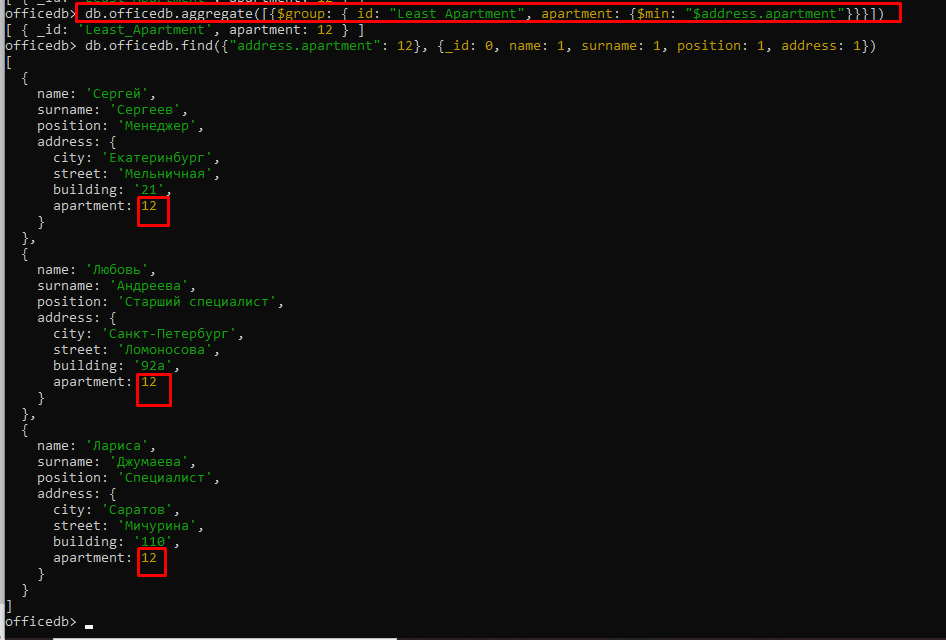 officedb> db.officedb.aggregate([{$group: {_id: "Least_Apartment", apartment: {$min: "$address.apartment"}}}])
[ { _id: 'Least_Apartment', apartment: 12 } ]
officedb> db.officedb.find({"address.apartment": 12}, {_id: 0, name: 1, surname: 1, position: 1, address: 1})
[
  {
    name: 'Сергей',
    surname: 'Сергеев',
    position: 'Менеджер',
    address: {
      city: 'Екатеринбург',
      street: 'Мельничная',
      building: '21',
      apartment: 12
    }
  },
  {
    name: 'Любовь',
    surname: 'Андреева',
    position: 'Старший специалист',
    address: {
      city: 'Санкт-Петербург',
      street: 'Ломоносова',
      building: '92а',
      apartment: 12
    }
  },
  {
    name: 'Лариса',
    surname: 'Джумаева',
    position: 'Специалист',
    address: {
      city: 'Саратов',
      street: 'Мичурина',
      building: '110',
      apartment: 12
    }
  }
]
officedb>